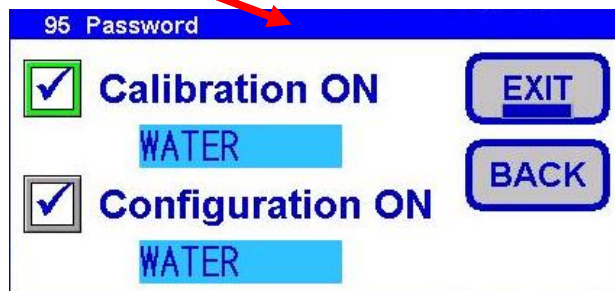 95 Password
Calibration ON
EXIT
WATER
BACK
Configuration ON
WATER